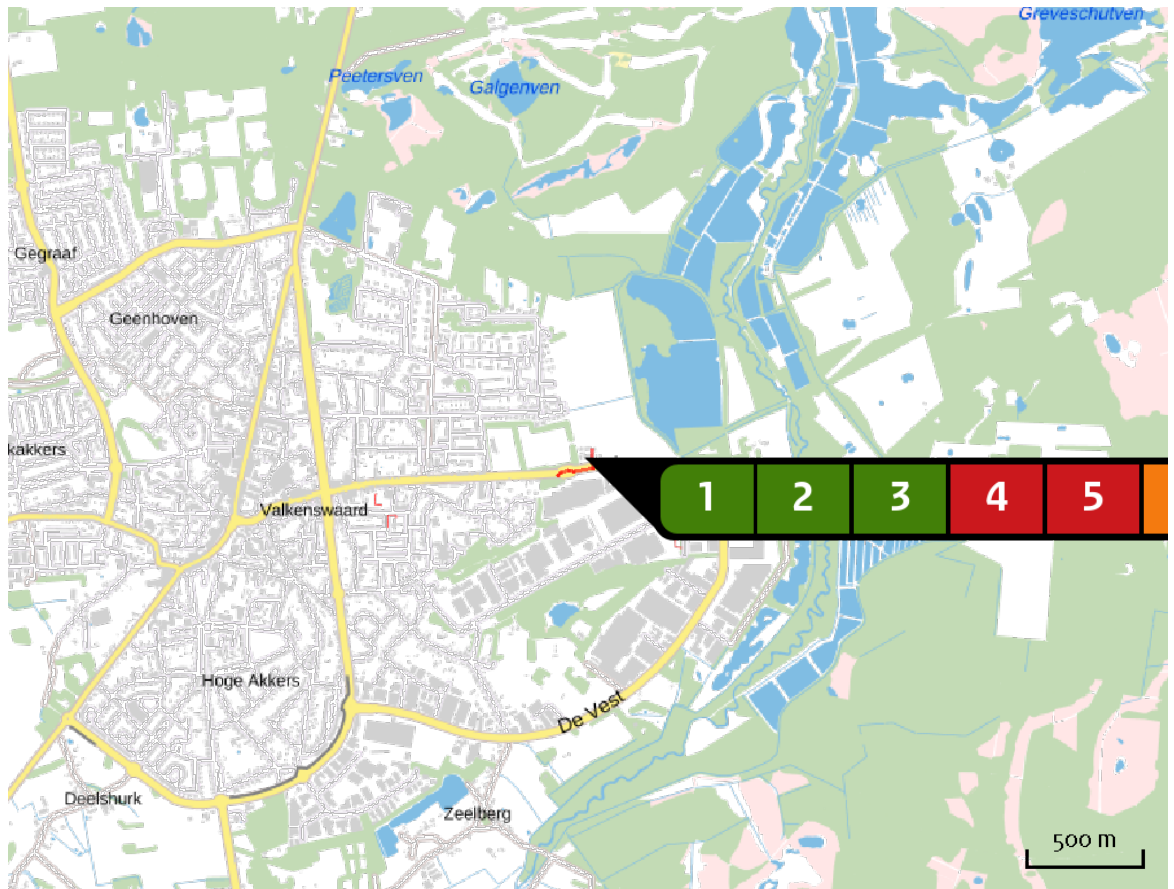 Greveschutven
Peetersven
Galgenven
Gegraaf
Geenhoven
kakkers
1 2 3 4 5
Valkenswaard
Hoge Akkers
De Vest
Deelshurk
Zeelberg
500 m